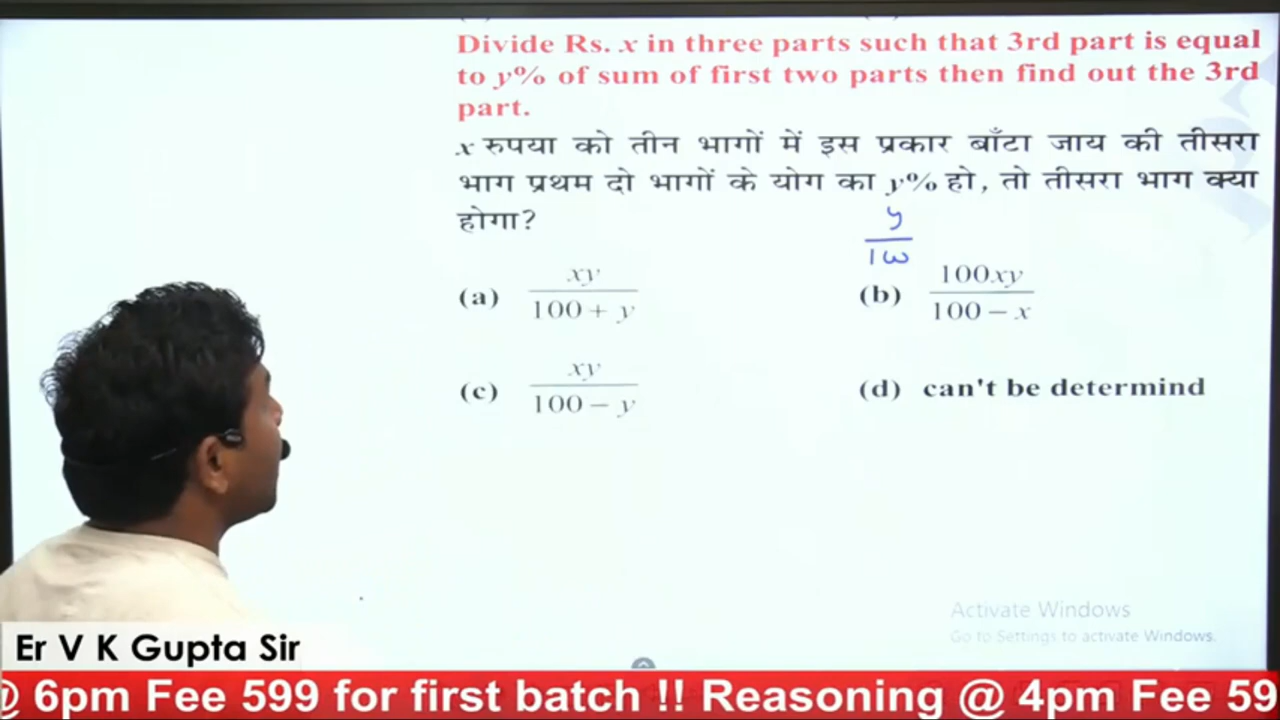 Divide Rs. x in three parts such that 3rd part is equal
to y% of sum of first two parts then find out the 3rd
part.
x रुपया को तीन भागों में इस प्रकार बाँटा जाय की तीसरा
भाग प्रथम दो भागों के योग का y% हो, तो तीसरा भाग क्या
होगा?
y
100
(a) xy / 100 + y
(b) 100xy / 100 − x
(c) xy / 100 − y
(d) can't be determind
Activate Windows
Go to Settings to activate Windows.
Er V K Gupta Sir
@ 6pm Fee 599 for first batch !! Reasoning @ 4pm Fee 59